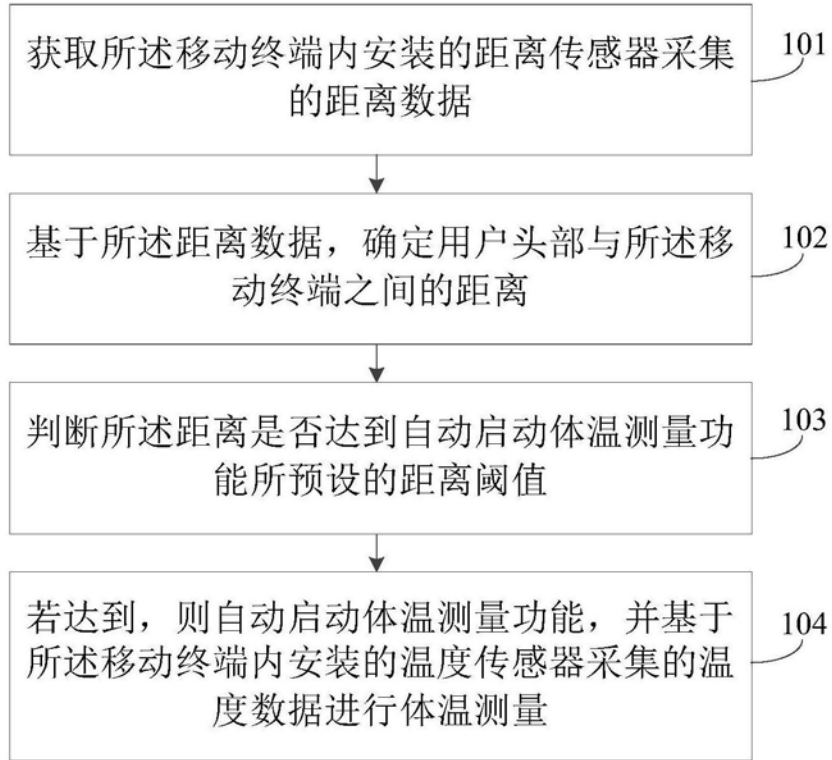 获取所述移动终端内安装的距离传感器采集
的距离数据
101
基于所述距离数据，确定用户头部与所述移
动终端之间的距离
102
判断所述距离是否达到自动启动体温测量功
能所预设的距离阈值
103
若达到，则自动启动体温测量功能，并基于
所述移动终端内安装的温度传感器采集的温
度数据进行体温测量
104